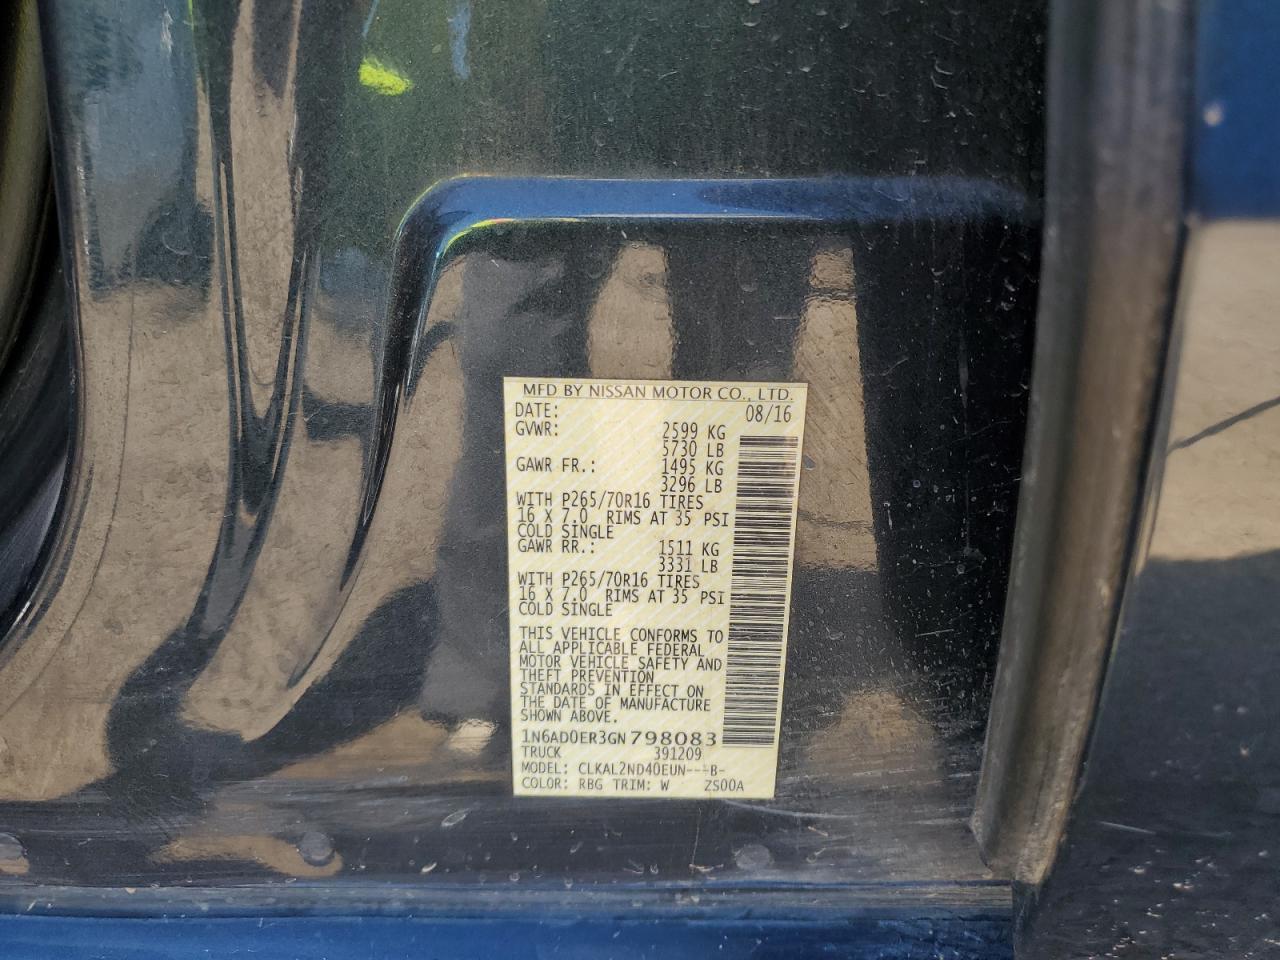 MFD BY NISSAN MOTOR CO., LTD.
DATE: 08/16
GVWR: 2599 KG
5730 LB
GAWR FR.: 1495 KG
3296 LB
WITH P265/70R16 TIRES
16 X 7.0 RIMS AT 35 PSI
COLD SINGLE
GAWR RR.: 1511 KG
3331 LB
WITH P265/70R16 TIRES
16 X 7.0 RIMS AT 35 PSI
COLD SINGLE
THIS VEHICLE CONFORMS TO
ALL APPLICABLE FEDERAL
MOTOR VEHICLE SAFETY AND
THEFT PREVENTION
STANDARDS IN EFFECT ON
THE DATE OF MANUFACTURE
SHOWN ABOVE.
1N6AD0ER3GN798083
TRUCK 391209
MODEL: CLKAL2ND40EUN---B-
COLOR: RBG TRIM: W ZS00A